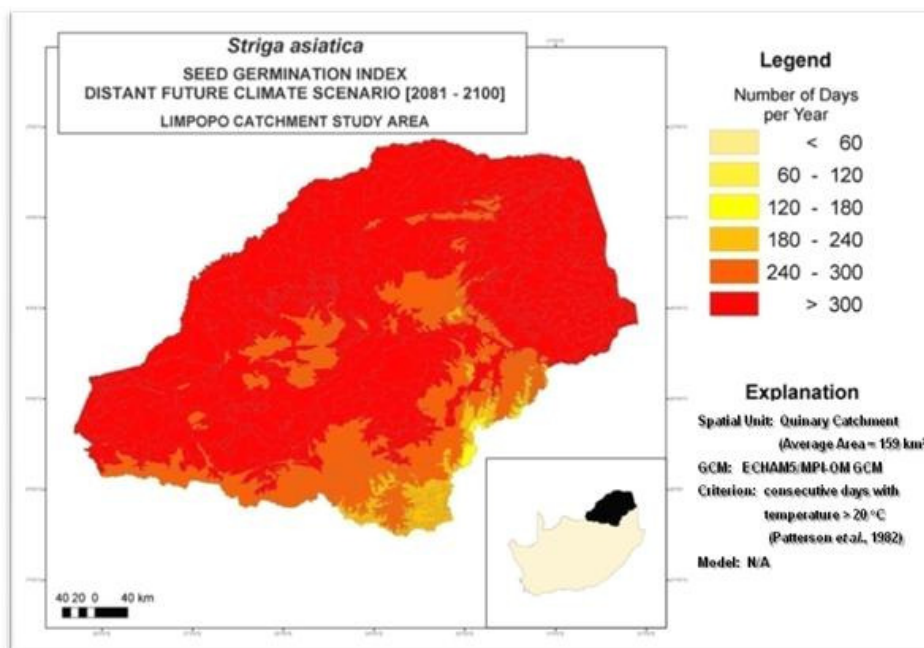 Striga asiatica
SEED GERMINATION INDEX
DISTANT FUTURE CLIMATE SCENARIO [2081 - 2100]
LIMPOPO CATCHMENT STUDY AREA
Legend
Number of Days
per Year
< 60
60 - 120
120 - 180
180 - 240
240 - 300
> 300
Explanation
Spatial Unit: Quinary Catchment
(Average Area = 159 km²
GCM: ECHAM5/MPI-OM GCM
Criterion: consecutive days with
temperature > 20 °C
(Patterson et al., 1982)
Model: N/A
40 20 0 40 km